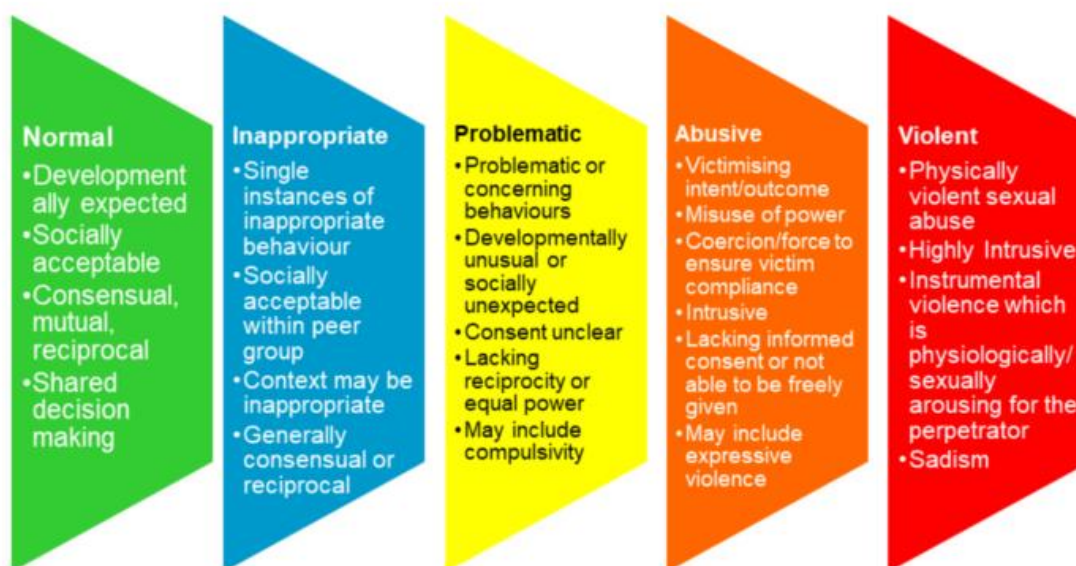 Normal
•Development
ally expected
•Socially
acceptable
•Consensual,
mutual,
reciprocal
•Shared
decision
making
Inappropriate
•Single
instances of
inappropriate
behaviour
•Socially
acceptable
within peer
group
•Context may be
inappropriate
•Generally
consensual or
reciprocal
Problematic
•Problematic or
concerning
behaviours
•Developmentally
unusual or
socially
unexpected
•Consent unclear
•Lacking
reciprocity or
equal power
•May include
compulsivity
Abusive
•Victimising
intent/outcome
•Misuse of power
•Coercion/force to
ensure victim
compliance
•Intrusive
•Lacking informed
consent or not
able to be freely
given
•May include
expressive
violence
Violent
•Physically
violent sexual
abuse
•Highly Intrusive
•Instrumental
violence which
is
physiologically/
sexually
arousing for the
perpetrator
•Sadism